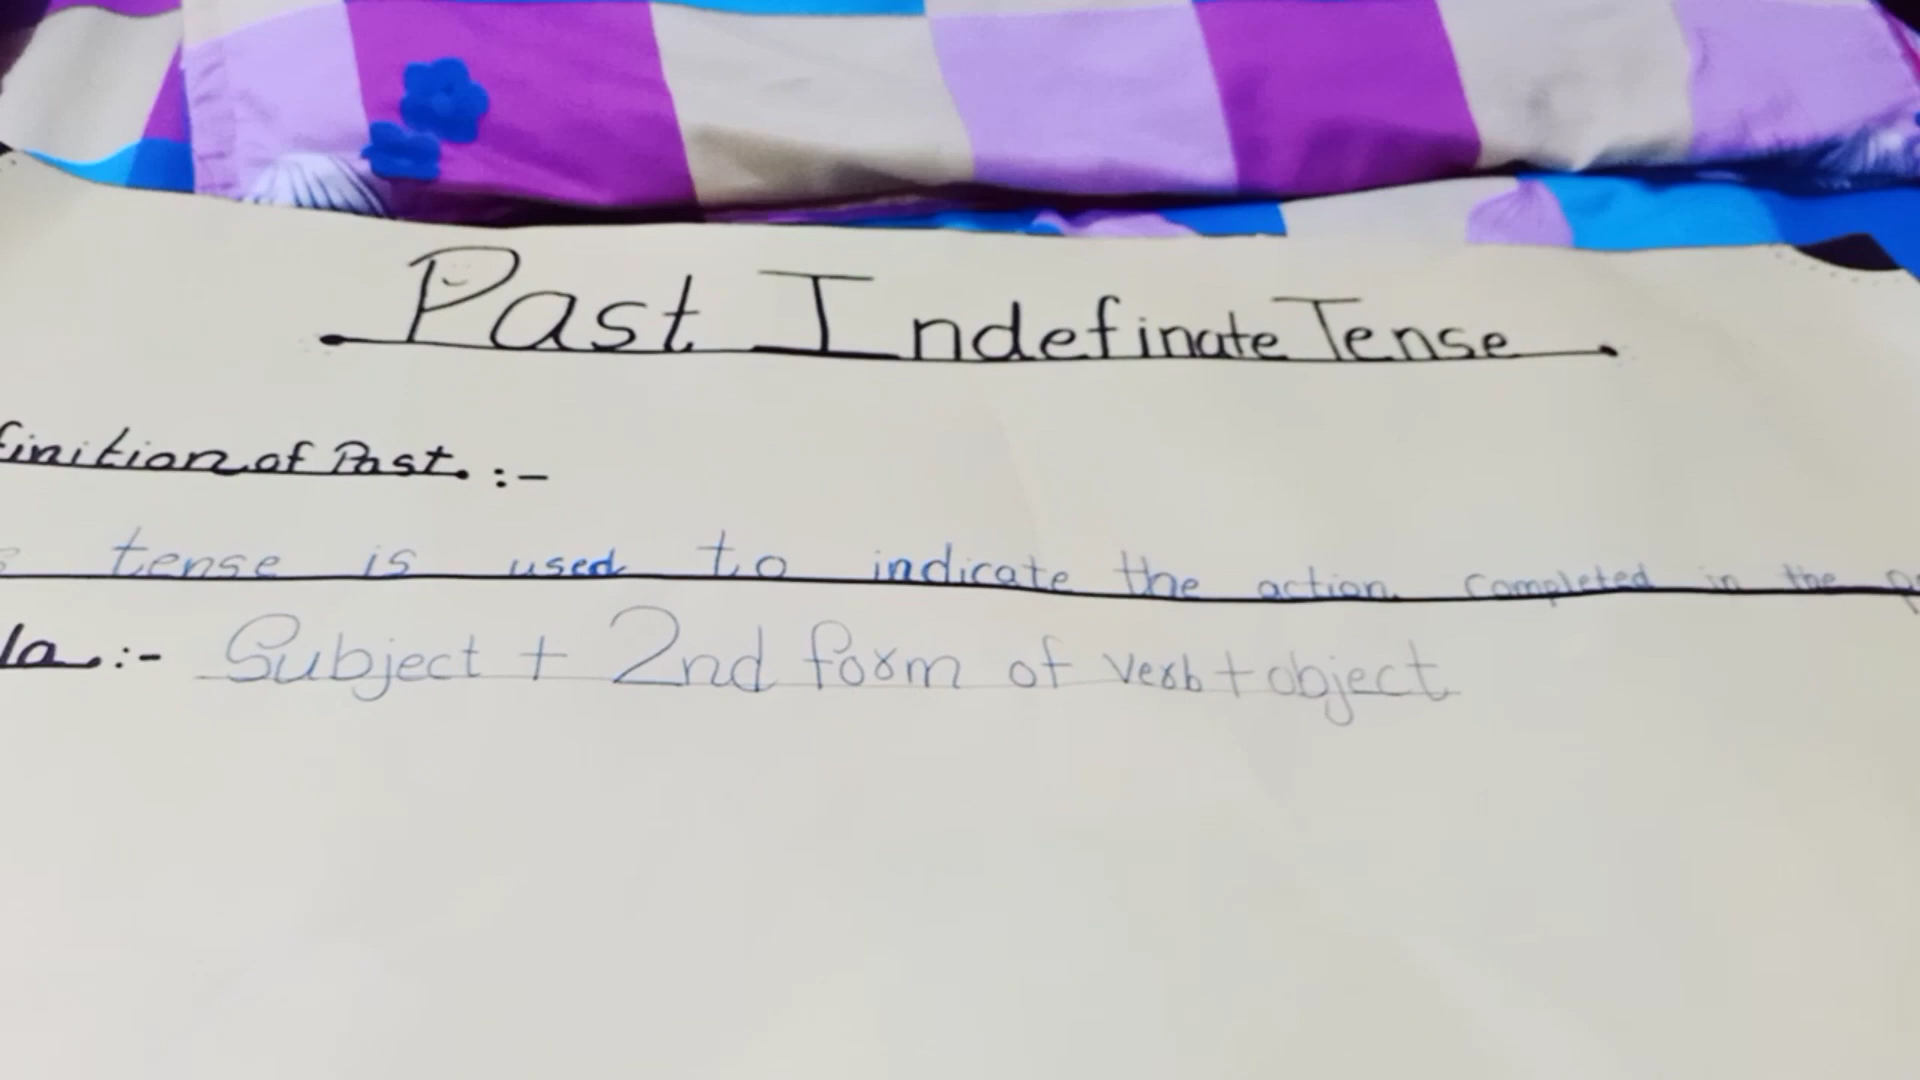 Past Indefinate Tense
finition of Past. :-
tense is used to indicate the action completed in the
la :- Subject + 2nd form of verb + object